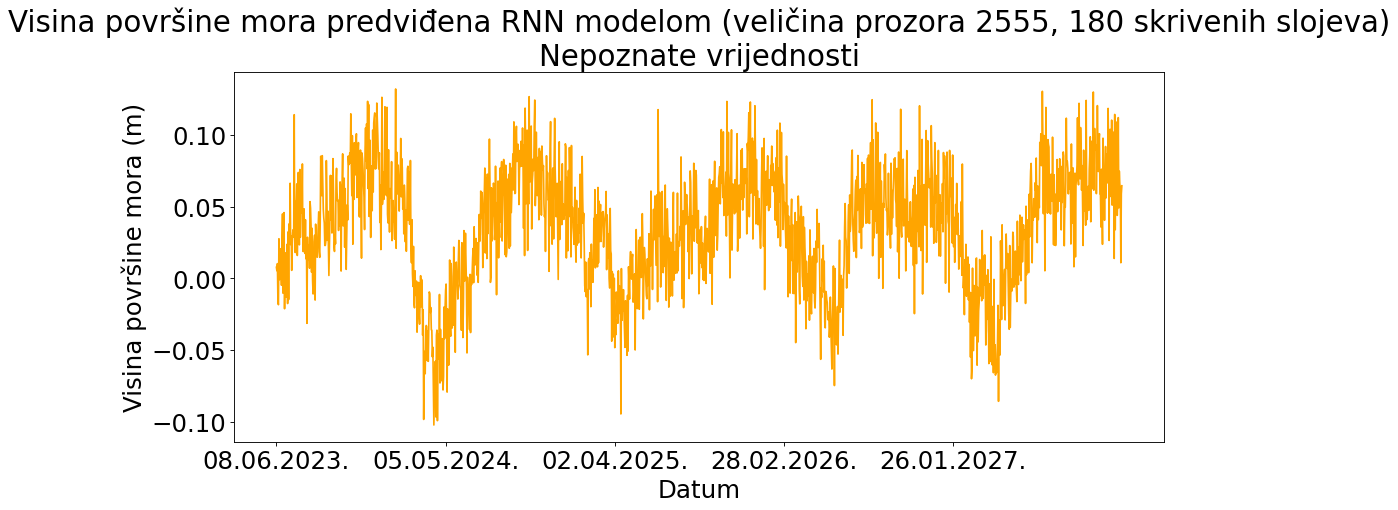 Visina površine mora predviđena RNN modelom (veličina prozora 2555, 180 skrivenih slojeva)
Nepoznate vrijednosti
Visina površine mora (m)
0.10
0.05
0.00
−0.05
−0.10
08.06.2023. 05.05.2024. 02.04.2025. 28.02.2026. 26.01.2027.
Datum